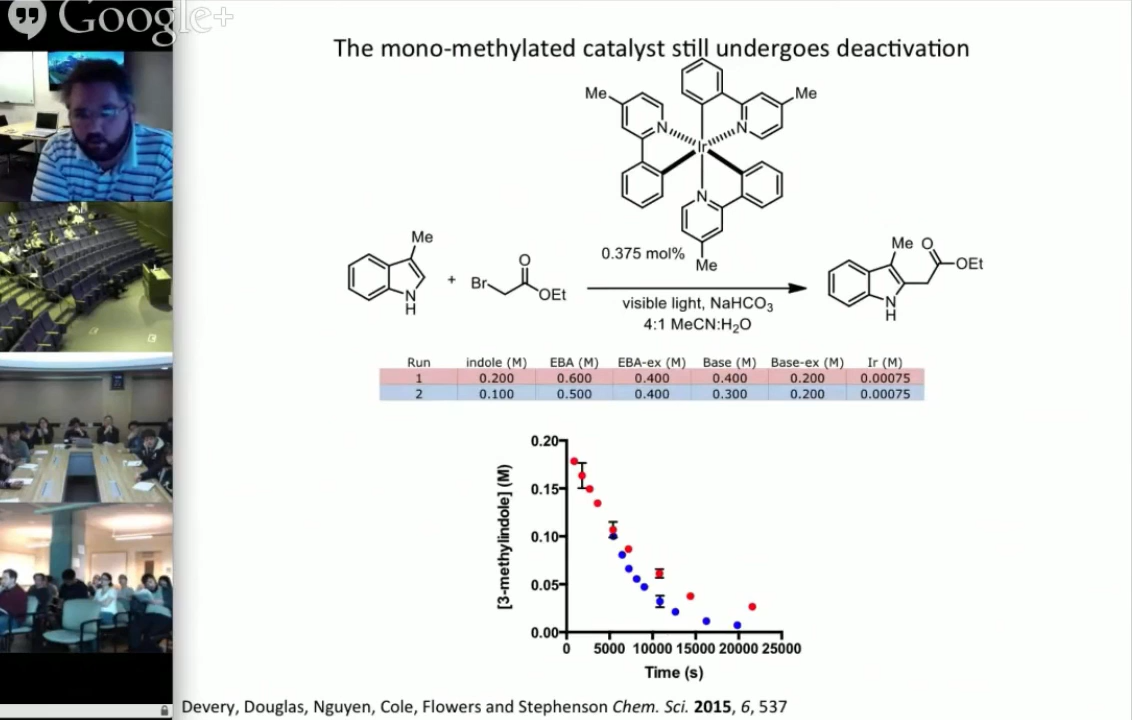 Google+
The mono-methylated catalyst still undergoes deactivation
Me
Me
N
N
Ir
N
Me
0.375 mol%
Me
N
H
+
Br
O
OEt
visible light, NaHCO₃
4:1 MeCN:H₂O
Me
O
OEt
N
H
Run indole (M) EBA (M) EBA-ex (M) Base (M) Base-ex (M) Ir (M)
1 0.200 0.600 0.400 0.400 0.200 0.00075
2 0.100 0.500 0.400 0.300 0.200 0.00075
[3-methylindole] (M)
0.20
0.15
0.10
0.05
0.00
0 5000 10000 15000 20000 25000
Time (s)
Devery, Douglas, Nguyen, Cole, Flowers and Stephenson Chem. Sci. 2015, 6, 537